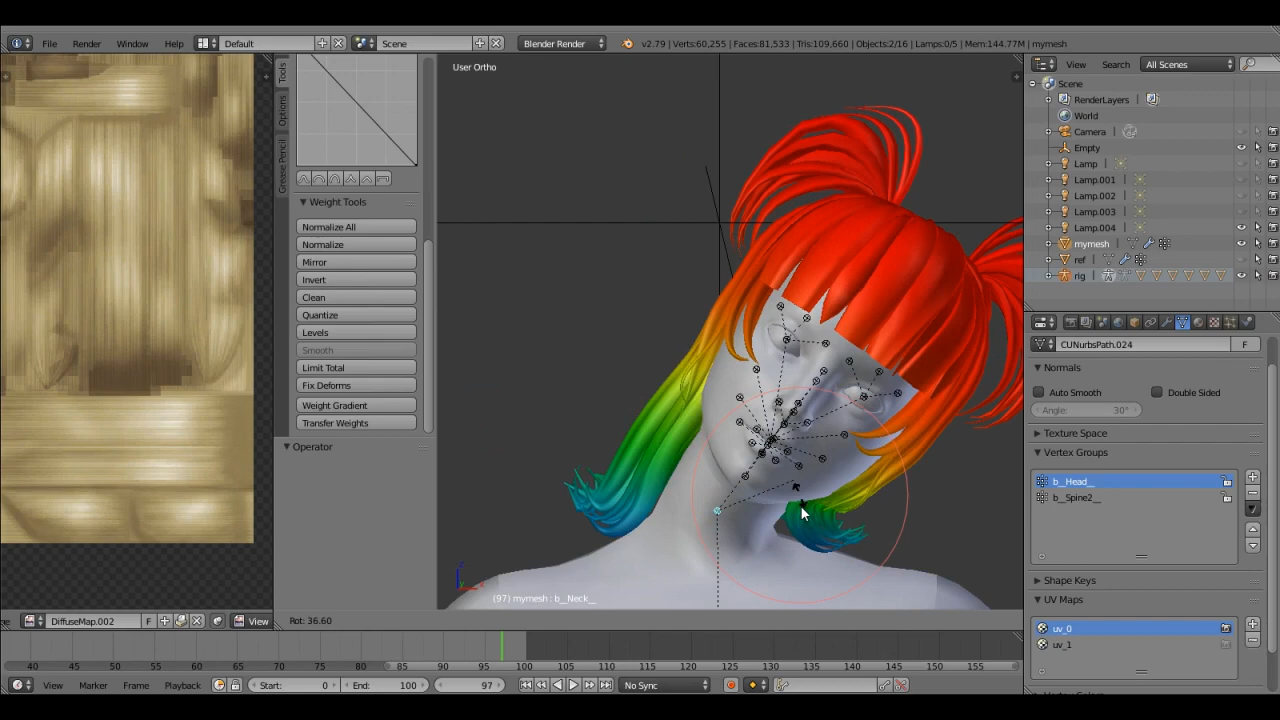 File Render Window Help Default Scene Blender Render v2.79 | Verts:60,255 | Faces:81,533 | Tris:109,660 | Objects:2/16 | Lamps:0/5 | Mem:144.77M | mymesh
Tools
Options
Grease Pencil
Weight Tools
Normalize All
Normalize
Mirror
Invert
Clean
Quantize
Levels
Smooth
Limit Total
Fix Deforms
Weight Gradient
Transfer Weights
Operator
User Ortho
(97) mymesh : b__Neck__
View Search All Scenes
Scene
RenderLayers
World
Camera
Empty
Lamp
Lamp.001
Lamp.002
Lamp.003
Lamp.004
mymesh
ref
rig
CUNurbsPath.024 F
Normals
Auto Smooth Double Sided
Angle: 30°
Texture Space
Vertex Groups
b__Head__
b__Spine2__
Shape Keys
UV Maps
uv_0
uv_1
DiffuseMap.002 F View Rot: 36.60
40 45 50 55 60 65 70 75 80 85 90 95 100 105 110 115 120 125 130 135 140 145 150 155
View Marker Frame Playback Start: 0 End: 100 97 No Sync